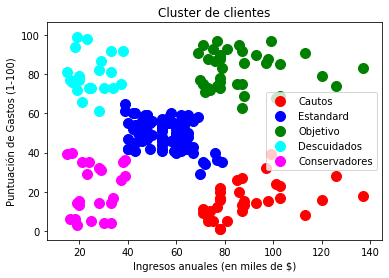 Cluster de clientes
Puntuación de Gastos (1-100)
100
80
60
40
20
0
Cautos
Estandard
Objetivo
Descuidados
Conservadores
20
40
60
80
100
120
140
Ingresos anuales (en miles de $)